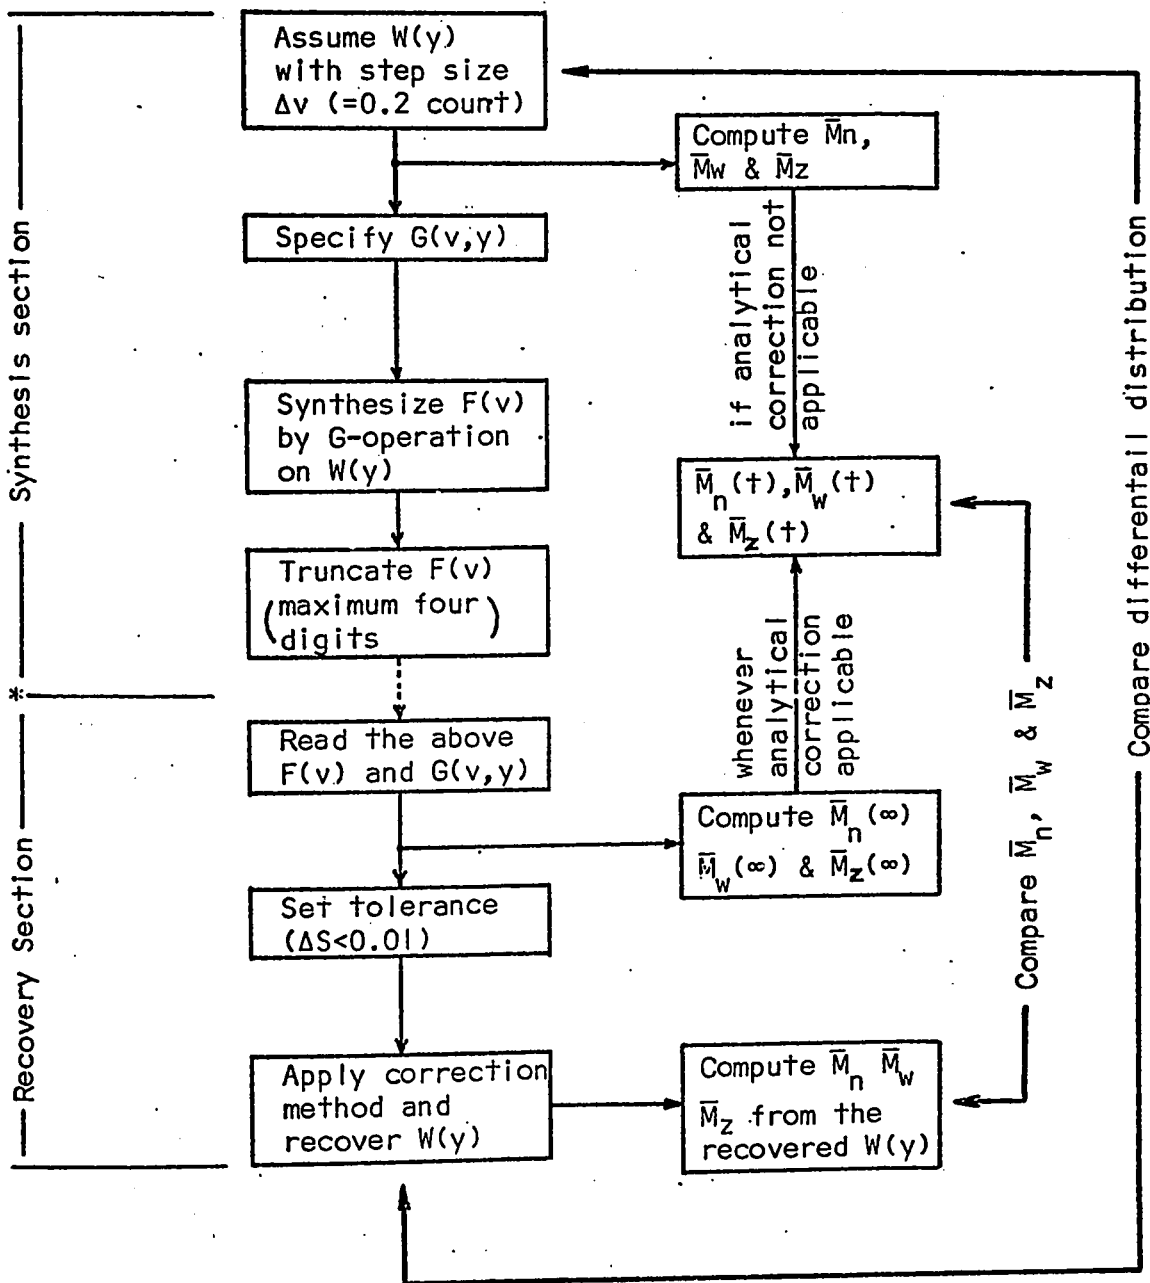 Assume W(y)
with step size
Δv (=0.2 count)
Compute M̄n,
M̄w & M̄z
Specify G(v,y)
if analytical
correction not
applicable
Synthesize F(v)
by G-operation
on W(y)
M̄n(t), M̄w(t)
& M̄z(t)
Truncate F(v)
(maximum four
digits)
whenever
analytical
correction
applicable
Read the above
F(v) and G(v,y)
Compute M̄n(∞)
M̄w(∞) & M̄z(∞)
Set tolerance
(ΔS<0.01)
Apply correction
method and
recover W(y)
Compute M̄n M̄w
M̄z from the
recovered W(y)
Synthesis section
*
Recovery Section
Compare M̄n, M̄w & M̄z
Compare differentail distribution